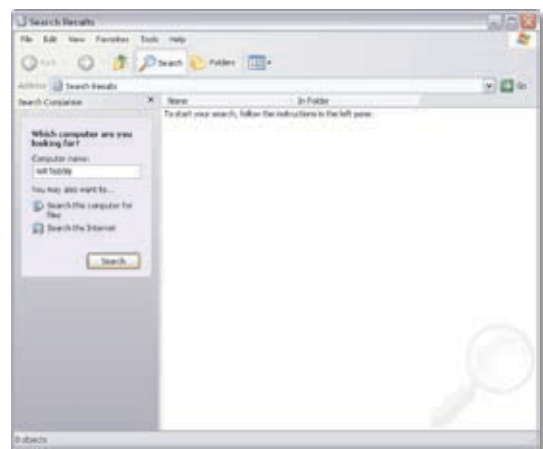 Search Results
File Edit View Favorites Tools Help
Back Search Folders
Address Search Results Go
Search Companion
Name In Folder
To start your search, follow the instructions in the left pane.
Which computer are you
looking for?
Computer name:
You may also want to...
Search this computer for
files
Search the Internet
Search
0 objects